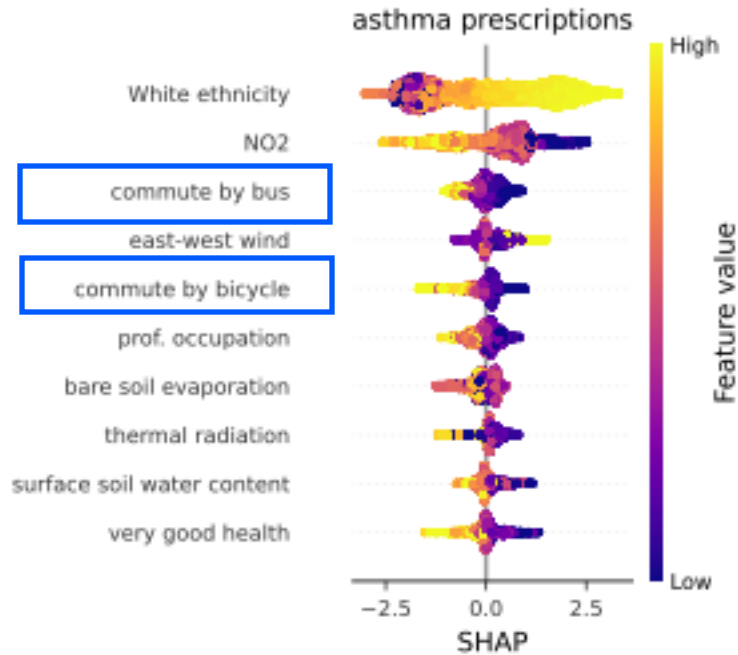 asthma prescriptions
High
White ethnicity
NO2
commute by bus
east-west wind
commute by bicycle
prof. occupation
bare soil evaporation
thermal radiation
surface soil water content
very good health
Feature value
Low
−2.5 0.0 2.5
SHAP